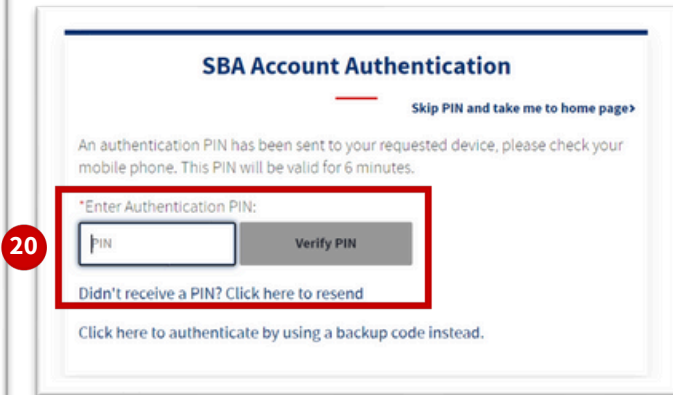 SBA Account Authentication
Skip PIN and take me to home page>
An authentication PIN has been sent to your requested device, please check your
mobile phone. This PIN will be valid for 6 minutes.
*Enter Authentication PIN:
20 PIN Verify PIN
Didn't receive a PIN? Click here to resend
Click here to authenticate by using a backup code instead.